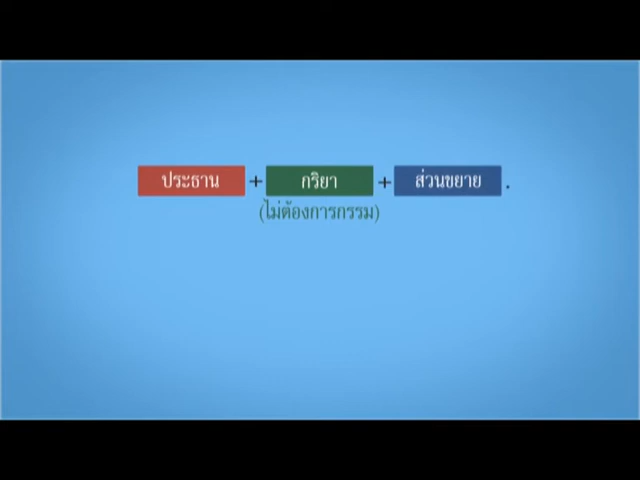 ประธาน + กริยา + ส่วนขยาย .
(ไม่ต้องการกรรม)